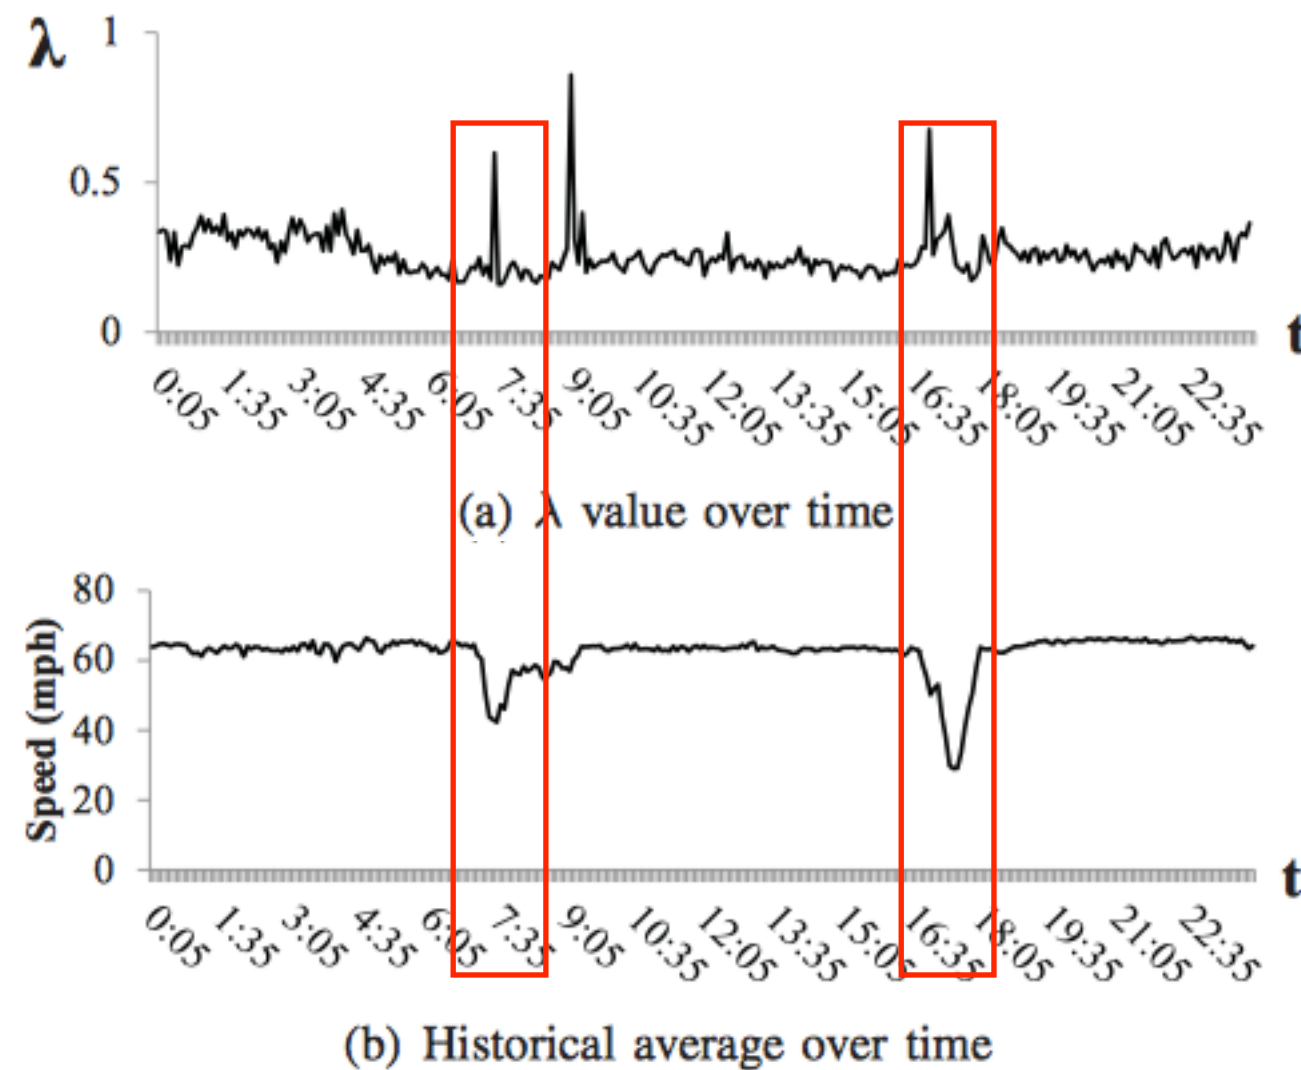 λ
1
0.5
0
t
0:05 1:35 3:05 4:35 6:05 7:35 9:05 10:35 12:05 13:35 15:05 16:35 18:05 19:35 21:05 22:35
(a) λ value over time
Speed (mph)
80
60
40
20
0
t
0:05 1:35 3:05 4:35 6:05 7:35 9:05 10:35 12:05 13:35 15:05 16:35 18:05 19:35 21:05 22:35
(b) Historical average over time